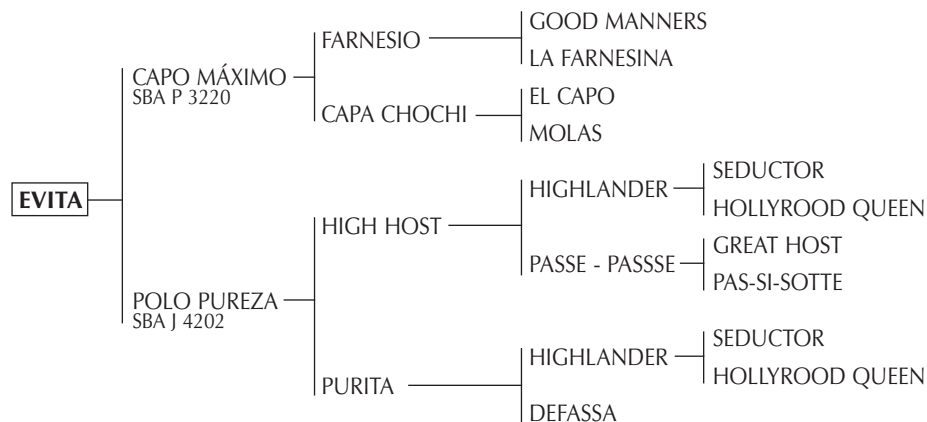 GOOD MANNERS
FARNESIO
LA FARNESINA
CAPO MÁXIMO
SBA P 3220
EL CAPO
CAPA CHOCHI
MOLAS
EVITA
SEDUCTOR
HIGHLANDER
HOLLYROOD QUEEN
HIGH HOST
GREAT HOST
PASSE - PASSSE
PAS-SI-SOTTE
POLO PUREZA
SBA J 4202
SEDUCTOR
HIGHLANDER
HOLLYROOD QUEEN
PURITA
DEFASSA